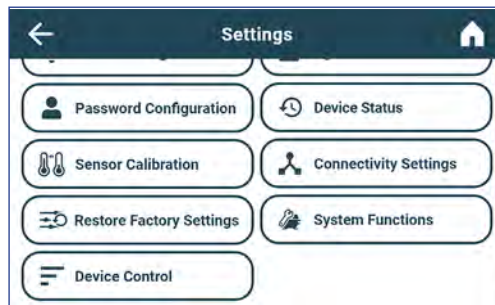 Settings
Password Configuration
Device Status
Sensor Calibration
Connectivity Settings
Restore Factory Settings
System Functions
Device Control